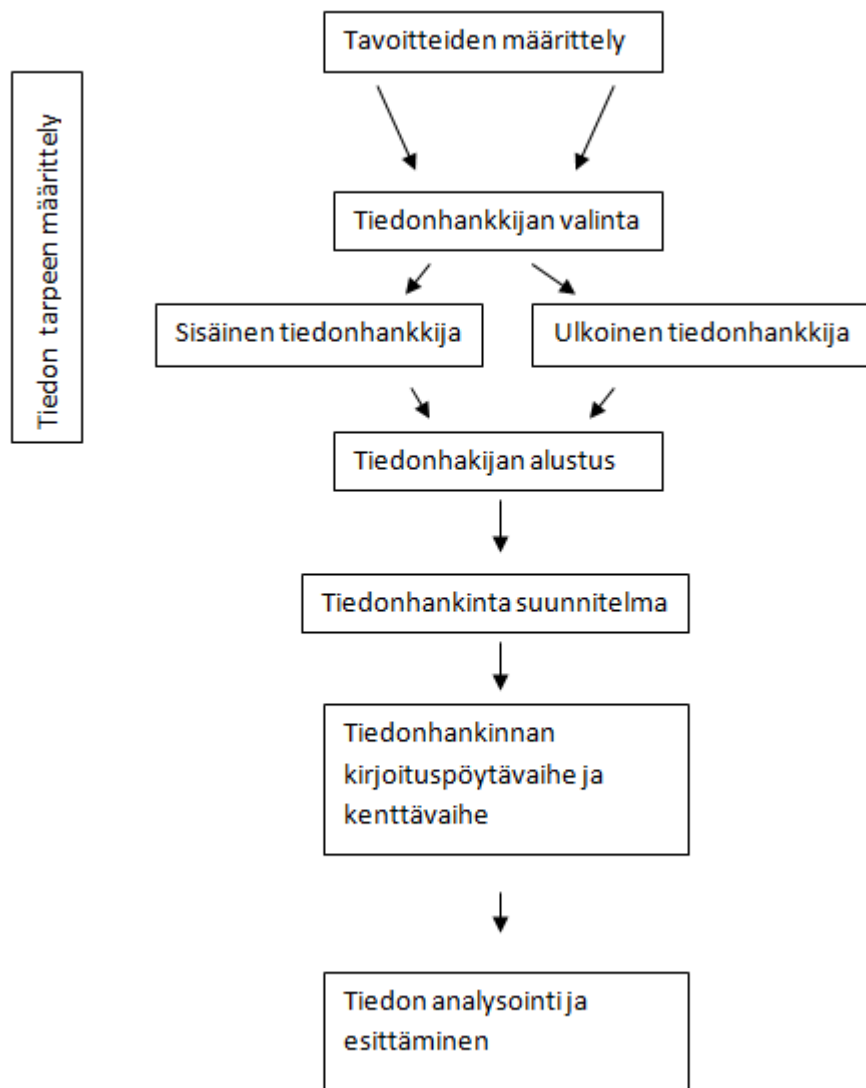 Tavoitteiden määrittely
Tiedon tarpeen määrittely
Tiedonhankkijan valinta
Sisäinen tiedonhankkija
Ulkoinen tiedonhankkija
Tiedonhakijan alustus
Tiedonhankinta suunnitelma
Tiedonhankinnan
kirjoituspöytävaihe ja
kenttävaihe
Tiedon analysointi ja
esittäminen